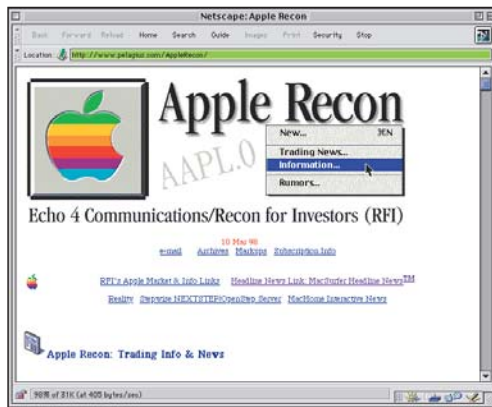 Netscape: Apple Recon
Back Forward Reload Home Search Guide Images Print Security Stop
Location: http://www.pelagius.com/AppleRecon/
Apple Recon
AAPL.O
New... ⌘N
Trading News...
Information...
Rumors...
Echo 4 Communications/Recon for Investors (RFI)
10 May 98
e-mail Archives Markops Subscription Info
RFI's Apple Market & Info Links Headline News Link: MacSurfer Headline News™
Reality Stepwise NEXTSTEP/OpenStep Server MacHome Interactive News
Apple Recon: Trading Info & News
98% of 31K (at 405 bytes/sec)